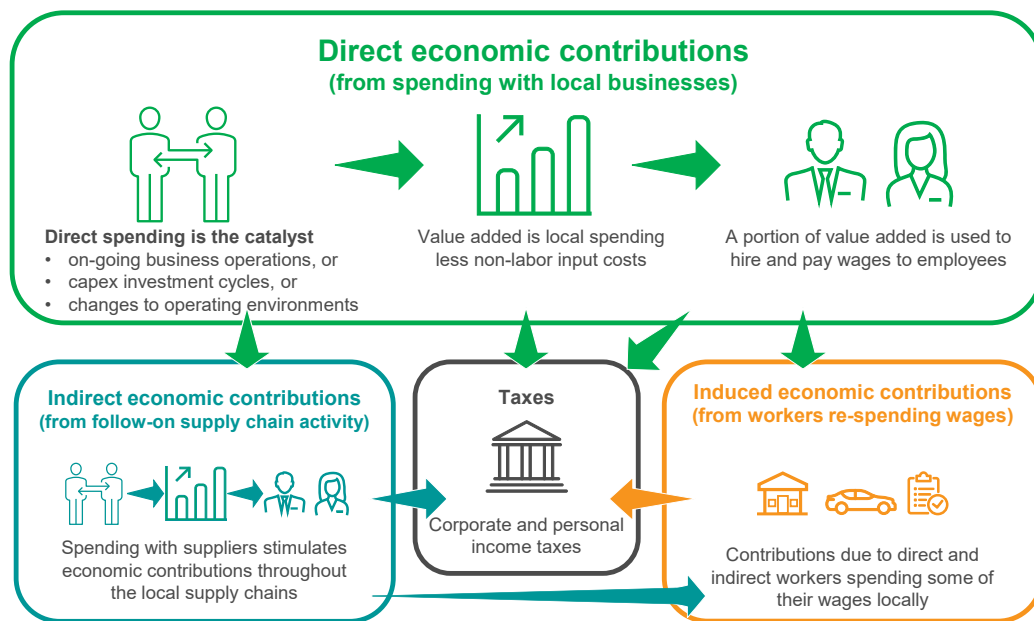 Direct economic contributions
(from spending with local businesses)
Direct spending is the catalyst
• on-going business operations, or
• capex investment cycles, or
• changes to operating environments
Value added is local spending
less non-labor input costs
A portion of value added is used to
hire and pay wages to employees
Indirect economic contributions
(from follow-on supply chain activity)
Spending with suppliers stimulates
economic contributions throughout
the local supply chains
Taxes
Corporate and personal
income taxes
Induced economic contributions
(from workers re-spending wages)
Contributions due to direct and
indirect workers spending some of
their wages locally